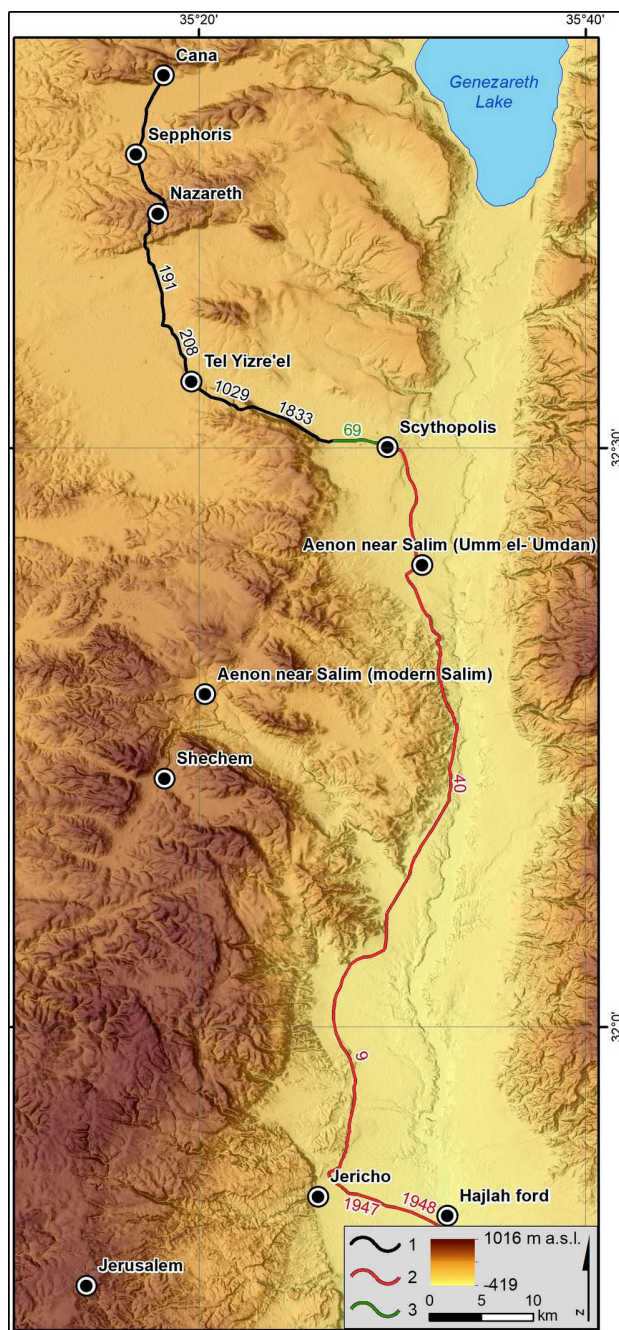 35°20'
35°40'
Cana
Genezareth
Lake
Sepphoris
Nazareth
191
208
Tel Yizre'el
1029
1833
69
Scythopolis
32°30'
Aenon near Salim (Umm el-ʿUmdan)
Aenon near Salim (modern Salim)
Shechem
40
32°0'
9
Jericho
1947
1948
Hajlah ford
Jerusalem
1
2
3
1016 m a.s.l.
-419
0
5
10
km
N